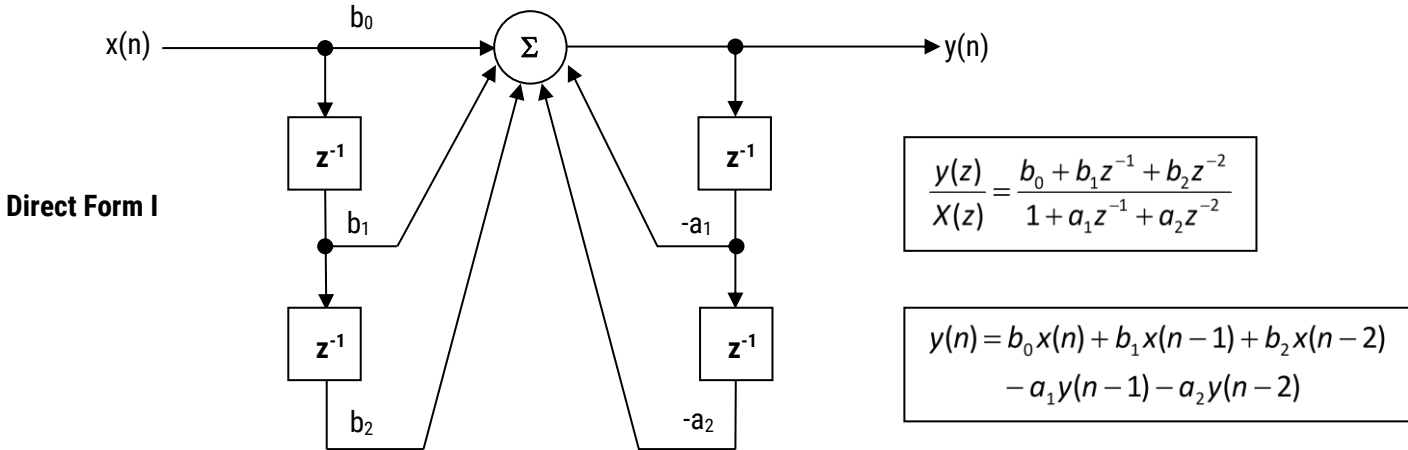 b₀
x(n) Σ y(n)
z⁻¹ z⁻¹
y(z)/X(z) = (b₀ + b₁z⁻¹ + b₂z⁻²)/(1 + a₁z⁻¹ + a₂z⁻²)
Direct Form I
b₁ -a₁
z⁻¹ z⁻¹
y(n) = b₀x(n) + b₁x(n − 1) + b₂x(n − 2)
− a₁y(n − 1) − a₂y(n − 2)
b₂ -a₂